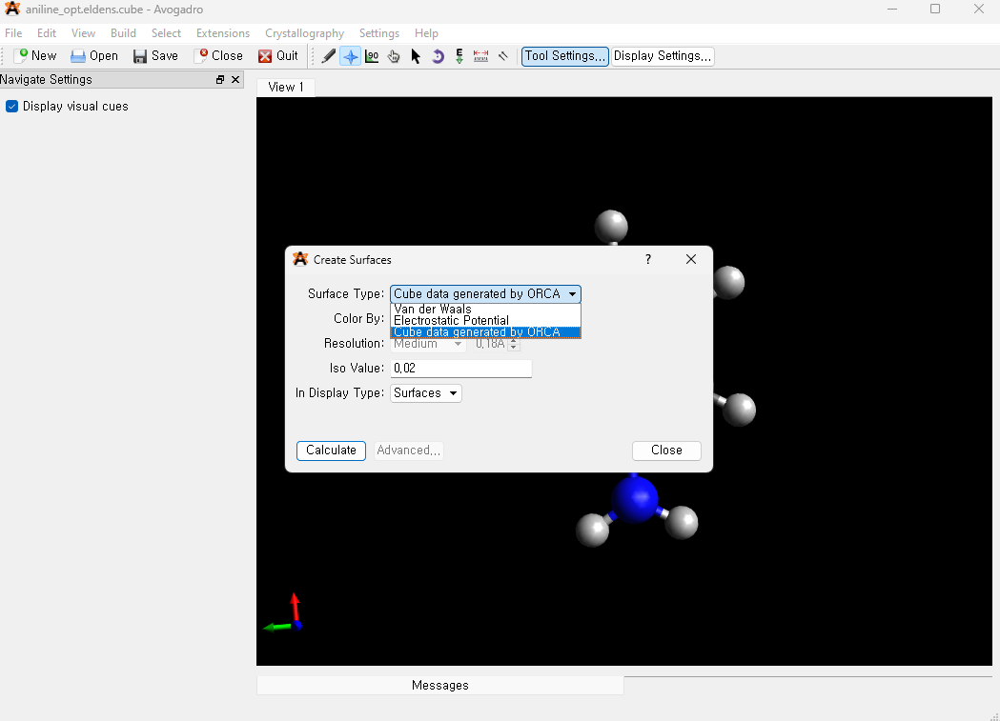 aniline_opt.eldens.cube - Avogadro
File Edit View Build Select Extensions Crystallography Settings Help
New Open Save Close Quit 90 E Tool Settings... Display Settings...
Navigate Settings
View 1
Display visual cues
Create Surfaces ?
Surface Type: Cube data generated by ORCA
Van der Waals
Color By:
Electrostatic Potential
Cube data generated by ORCA
Resolution: Medium 0,18A
Iso Value: 0,02
In Display Type: Surfaces
Calculate Advanced... Close
Messages